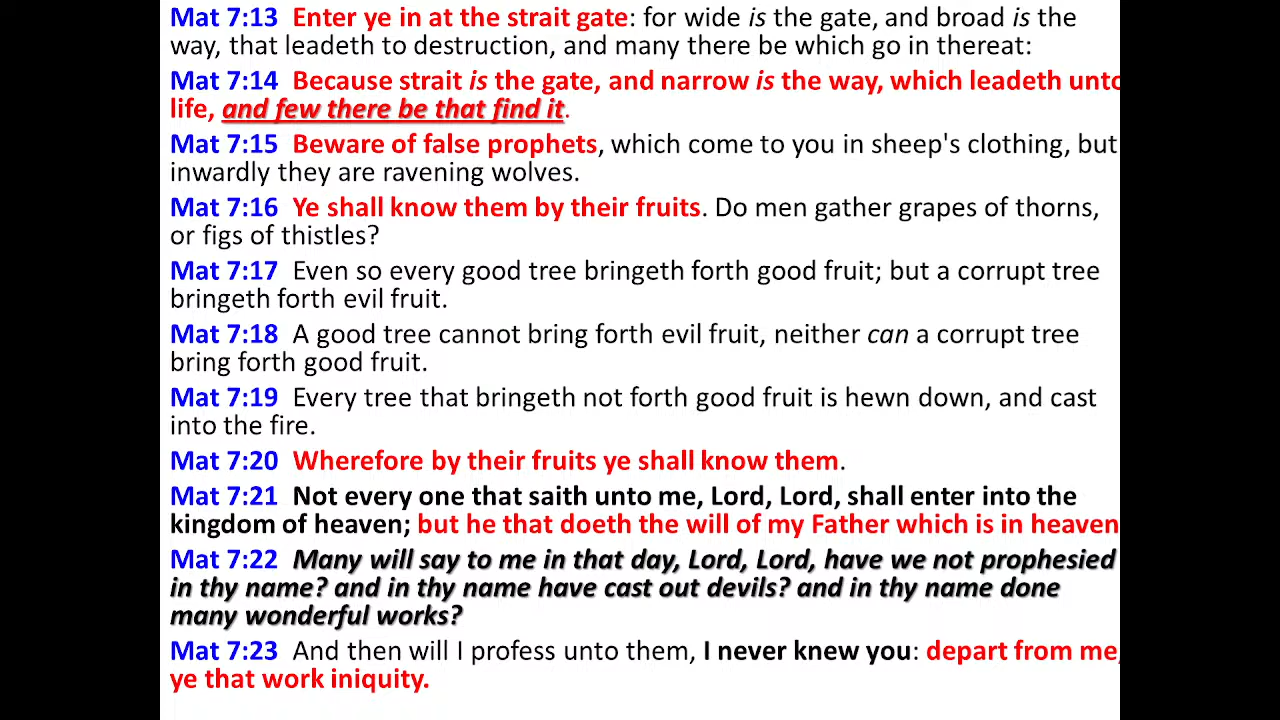 Mat 7:13 Enter ye in at the strait gate: for wide is the gate, and broad is the
way, that leadeth to destruction, and many there be which go in thereat:
Mat 7:14 Because strait is the gate, and narrow is the way, which leadeth unto
life, and few there be that find it.
Mat 7:15 Beware of false prophets, which come to you in sheep's clothing, but
inwardly they are ravening wolves.
Mat 7:16 Ye shall know them by their fruits. Do men gather grapes of thorns,
or figs of thistles?
Mat 7:17 Even so every good tree bringeth forth good fruit; but a corrupt tree
bringeth forth evil fruit.
Mat 7:18 A good tree cannot bring forth evil fruit, neither can a corrupt tree
bring forth good fruit.
Mat 7:19 Every tree that bringeth not forth good fruit is hewn down, and cast
into the fire.
Mat 7:20 Wherefore by their fruits ye shall know them.
Mat 7:21 Not every one that saith unto me, Lord, Lord, shall enter into the
kingdom of heaven; but he that doeth the will of my Father which is in heaven
Mat 7:22 Many will say to me in that day, Lord, Lord, have we not prophesied
in thy name? and in thy name have cast out devils? and in thy name done
many wonderful works?
Mat 7:23 And then will I profess unto them, I never knew you: depart from me,
ye that work iniquity.